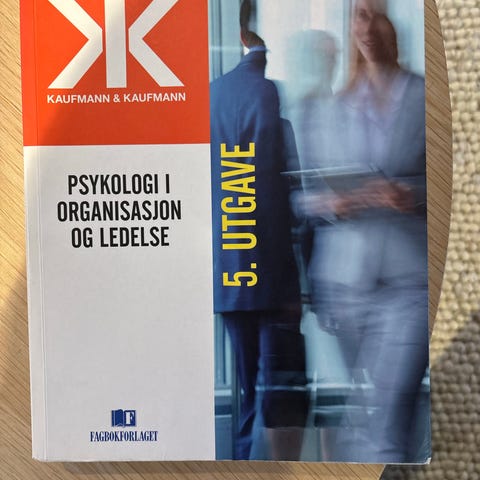 KAUFMANN & KAUFMANN
PSYKOLOGI I
ORGANISASJON
OG LEDELSE
5. UTGAVE
F
FAGBOKFORLAGET